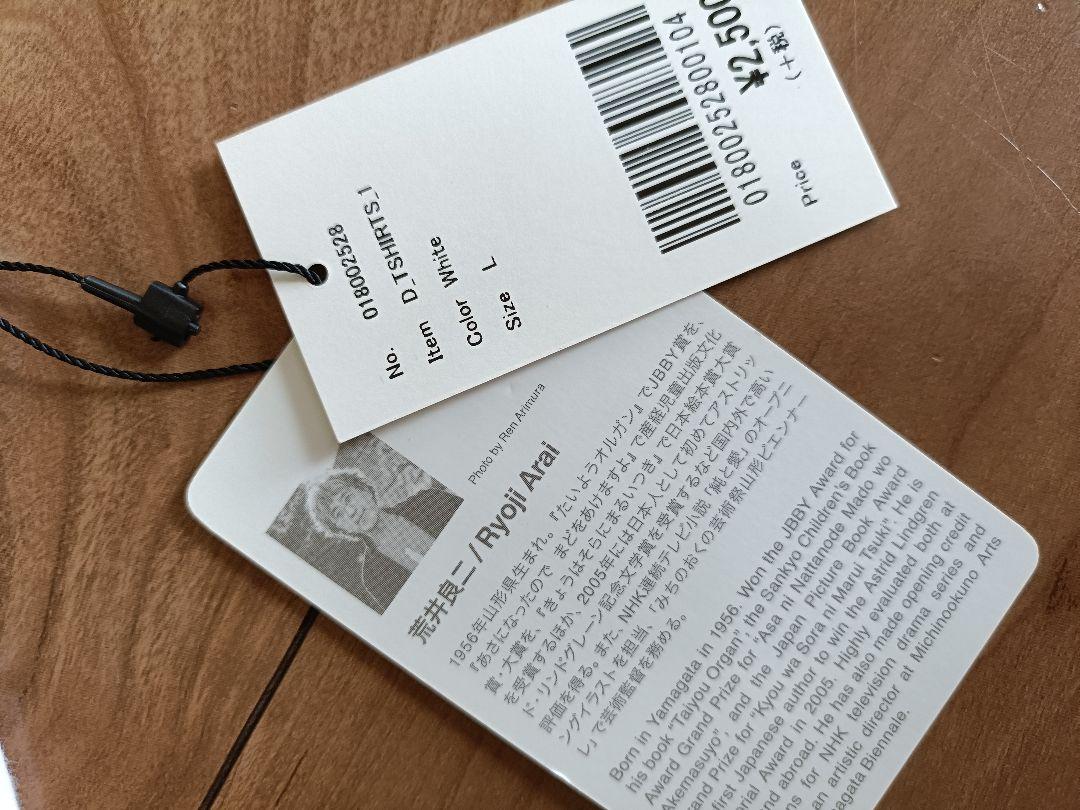 No. 018002528
Item D_TSHIRTS_1
Color White
Size L
01800252800104
¥2,500
(+税)
Price
Photo by Ren Arimura
荒井良二 / Ryoji Arai
1956年山形県生まれ。『たいようオルガン』でJBBY賞を、
『あさになったので まどをあけますよ』で産経児童出版文化
賞・大賞を、『きょうはそらにまるいつき』で日本絵本賞大賞
を受賞するほか、2005年には日本人として初めてアストリッ
ド・リンドグレーン記念文学賞を受賞するなど国内外で高い
評価を得る。また、NHK連続テレビ小説「純と愛」のオープニ
ングイラストを担当、「みちのおくの芸術祭山形ビエンナー
レ」で芸術監督を務める。
Born in Yamagata in 1956. Won the JBBY Award for
his book "Taiyou Organ" the Sankyo Children's Book
Award Grand Prize for 'Asa ni Nattanode Mado wo
Akemasuyo" and the Japan Picture Book Award
and Prize for "Kyou wa Sora ni Marui Tsuki". He is
first Japanese author to win the Astrid Lindgren
rial Award in 2005. Highly evaluated both at
nd abroad. He has also made opening credit
ns for NHK television drama series and
an artistic director at Michinookuno Arts
agata Biennale.